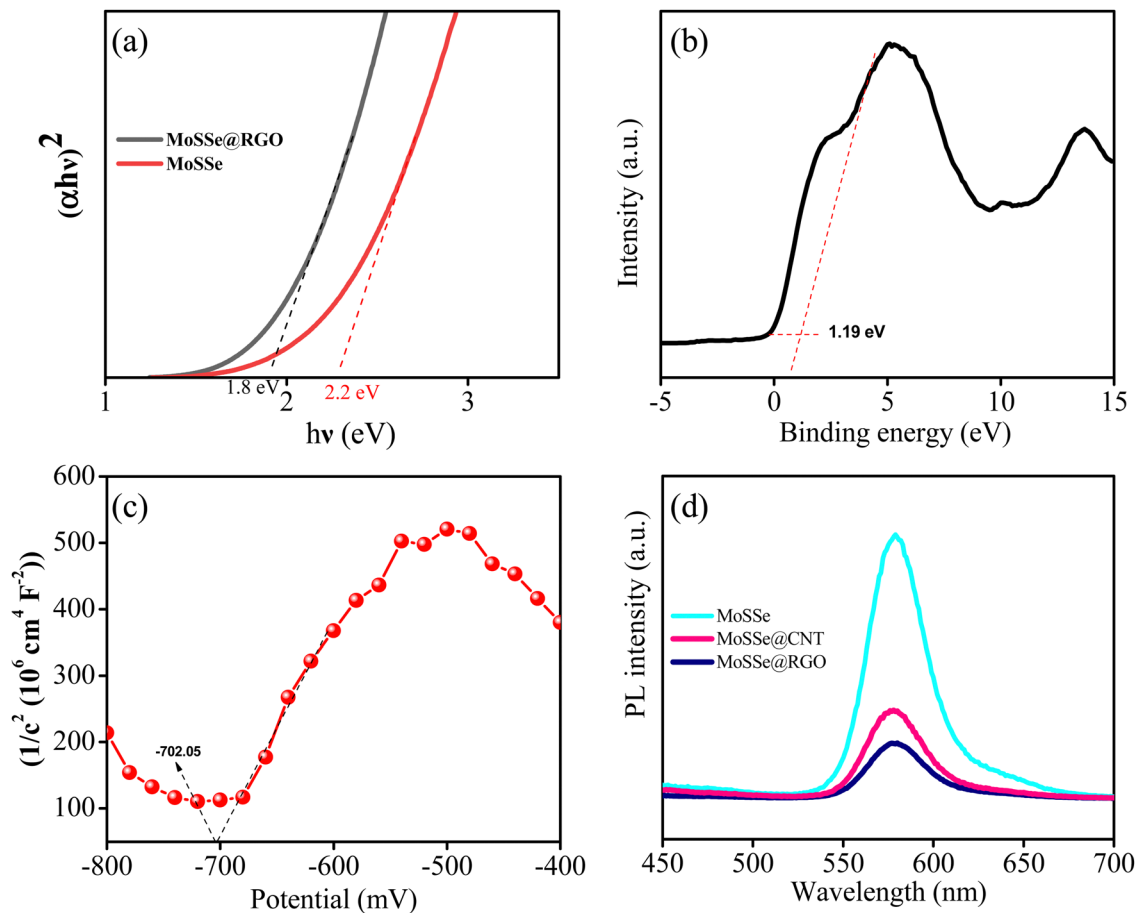 (a)
MoSSe@RGO
MoSSe
(αhν)²
1.8 eV
2.2 eV
1
2
3
hν (eV)
(b)
Intensity (a.u.)
1.19 eV
-5
0
5
10
15
Binding energy (eV)
(c)
600
500
400
300
200
100
(1/c² (10⁶ cm⁴ F⁻²))
-702.05
-800
-700
-600
-500
-400
Potential (mV)
(d)
PL intensity (a.u.)
MoSSe
MoSSe@CNT
MoSSe@RGO
450
500
550
600
650
700
Wavelength (nm)